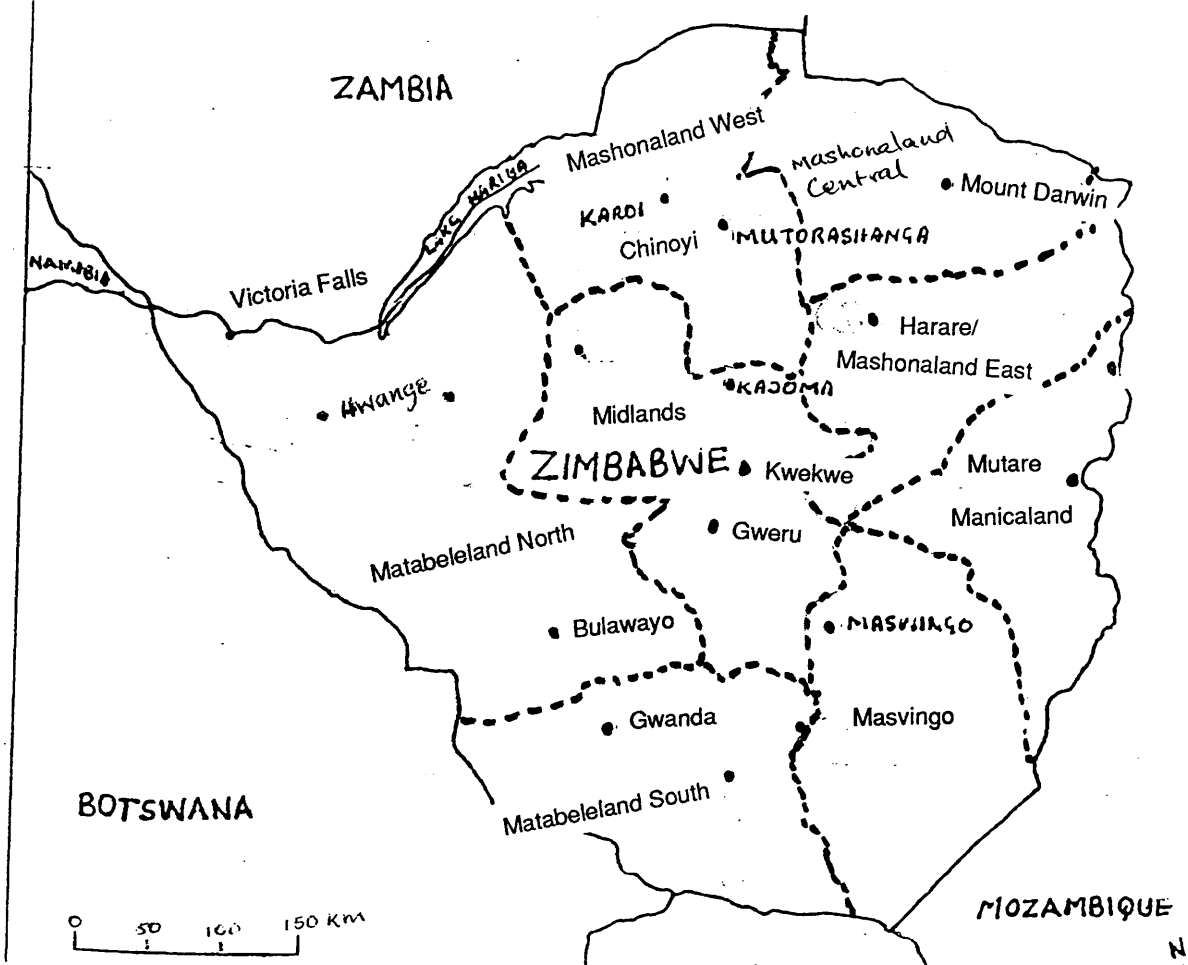 ZAMBIA
Mashonaland West
Mashonaland
Central
Mount Darwin
LAKE KARIBA
KAROI
Chinoyi
MUTORASHANGA
NAMIBIA
Victoria Falls
Harare/
Mashonaland East
Hwange
KADOMA
Midlands
ZIMBABWE
Kwekwe
Mutare
Manicaland
Gweru
Matabeleland North
Bulawayo
MASVINGO
Gwanda
Masvingo
Matabeleland South
BOTSWANA
MOZAMBIQUE
0 50 100 150 KM
N